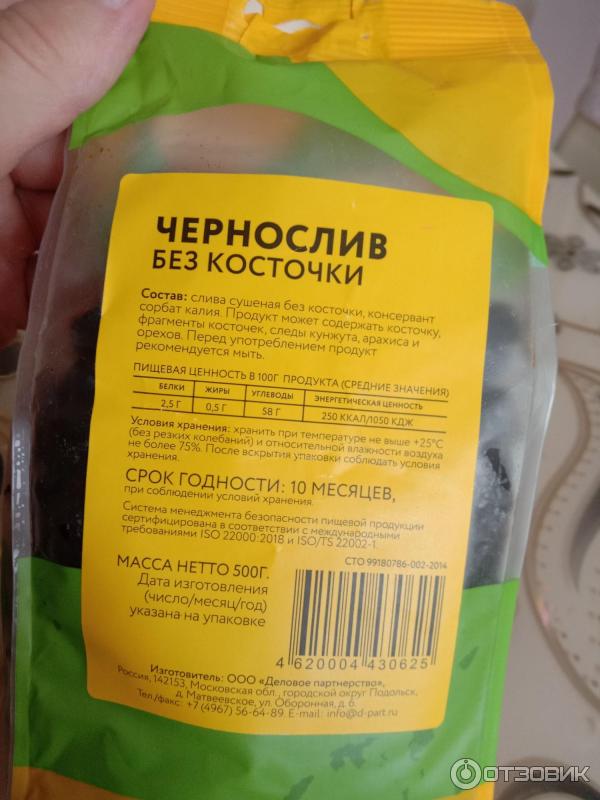 ЧЕРНОСЛИВ
БЕЗ КОСТОЧКИ
Состав: слива сушеная без косточки, консервант
сорбат калия. Продукт может содержать косточку,
фрагменты косточек, следы кунжута, арахиса и
орехов. Перед употреблением продукт
рекомендуется мыть.
ПИЩЕВАЯ ЦЕННОСТЬ В 100Г ПРОДУКТА (СРЕДНИЕ ЗНАЧЕНИЯ)
БЕЛКИ ЖИРЫ УГЛЕВОДЫ ЭНЕРГЕТИЧЕСКАЯ ЦЕННОСТЬ
2,5 Г 0,5 Г 58 Г 250 ККАЛ/1050 КДЖ
Условия хранения: хранить при температуре не выше +25°С
(без резких колебаний) и относительной влажности воздуха
не более 75%. После вскрытия упаковки соблюдать условия
хранения.
СРОК ГОДНОСТИ: 10 МЕСЯЦЕВ,
при соблюдении условий хранения.
Система менеджмента безопасности пищевой продукции
сертифицирована в соответствии с международными
требованиями ISO 22000:2018 и ISO/TS 22002-1.
СТО 99180786-002-2014
МАССА НЕТТО 500Г.
Дата изготовления
(число/месяц/год)
указана на упаковке
4 620004 430625
Изготовитель: ООО «Деловое партнерство»,
Россия, 142153, Московская обл., городской округ Подольск,
д. Матвеевское, ул. Оборонная, д. 6.
Тел./факс: +7 (4967) 56-64-89. E-mail: info@d-part.ru
ОТЗОВИК